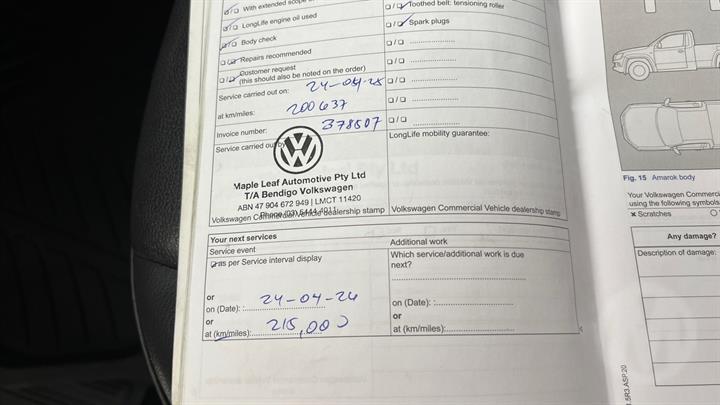 With extended scope
LongLife engine oil used
Body check
Repairs recommended
Customer request
(this should also be noted on the order)
Service carried out on: 24-04-25
at km/miles: 200637
Invoice number: 378507
Service carried out by
Maple Leaf Automotive Pty Ltd
T/A Bendigo Volkswagen
ABN 47 904 672 949 | LMCT 11420
Volkswagen Commercial Vehicle dealership stamp
Toothed belt: tensioning roller
Spark plugs
LongLife mobility guarantee:
Volkswagen Commercial Vehicle dealership stamp
Your next services
Service event
as per Service interval display
or
on (Date): 24-04-26
or
at (km/miles): 215,000
Additional work
Which service/additional work is due
next?
on (Date):
or
at (km/miles):
Fig. 15 Amarok body
Your Volkswagen Commerci
using the following symbols
x Scratches
Any damage?
Description of damage:
.5R3.ASP.20